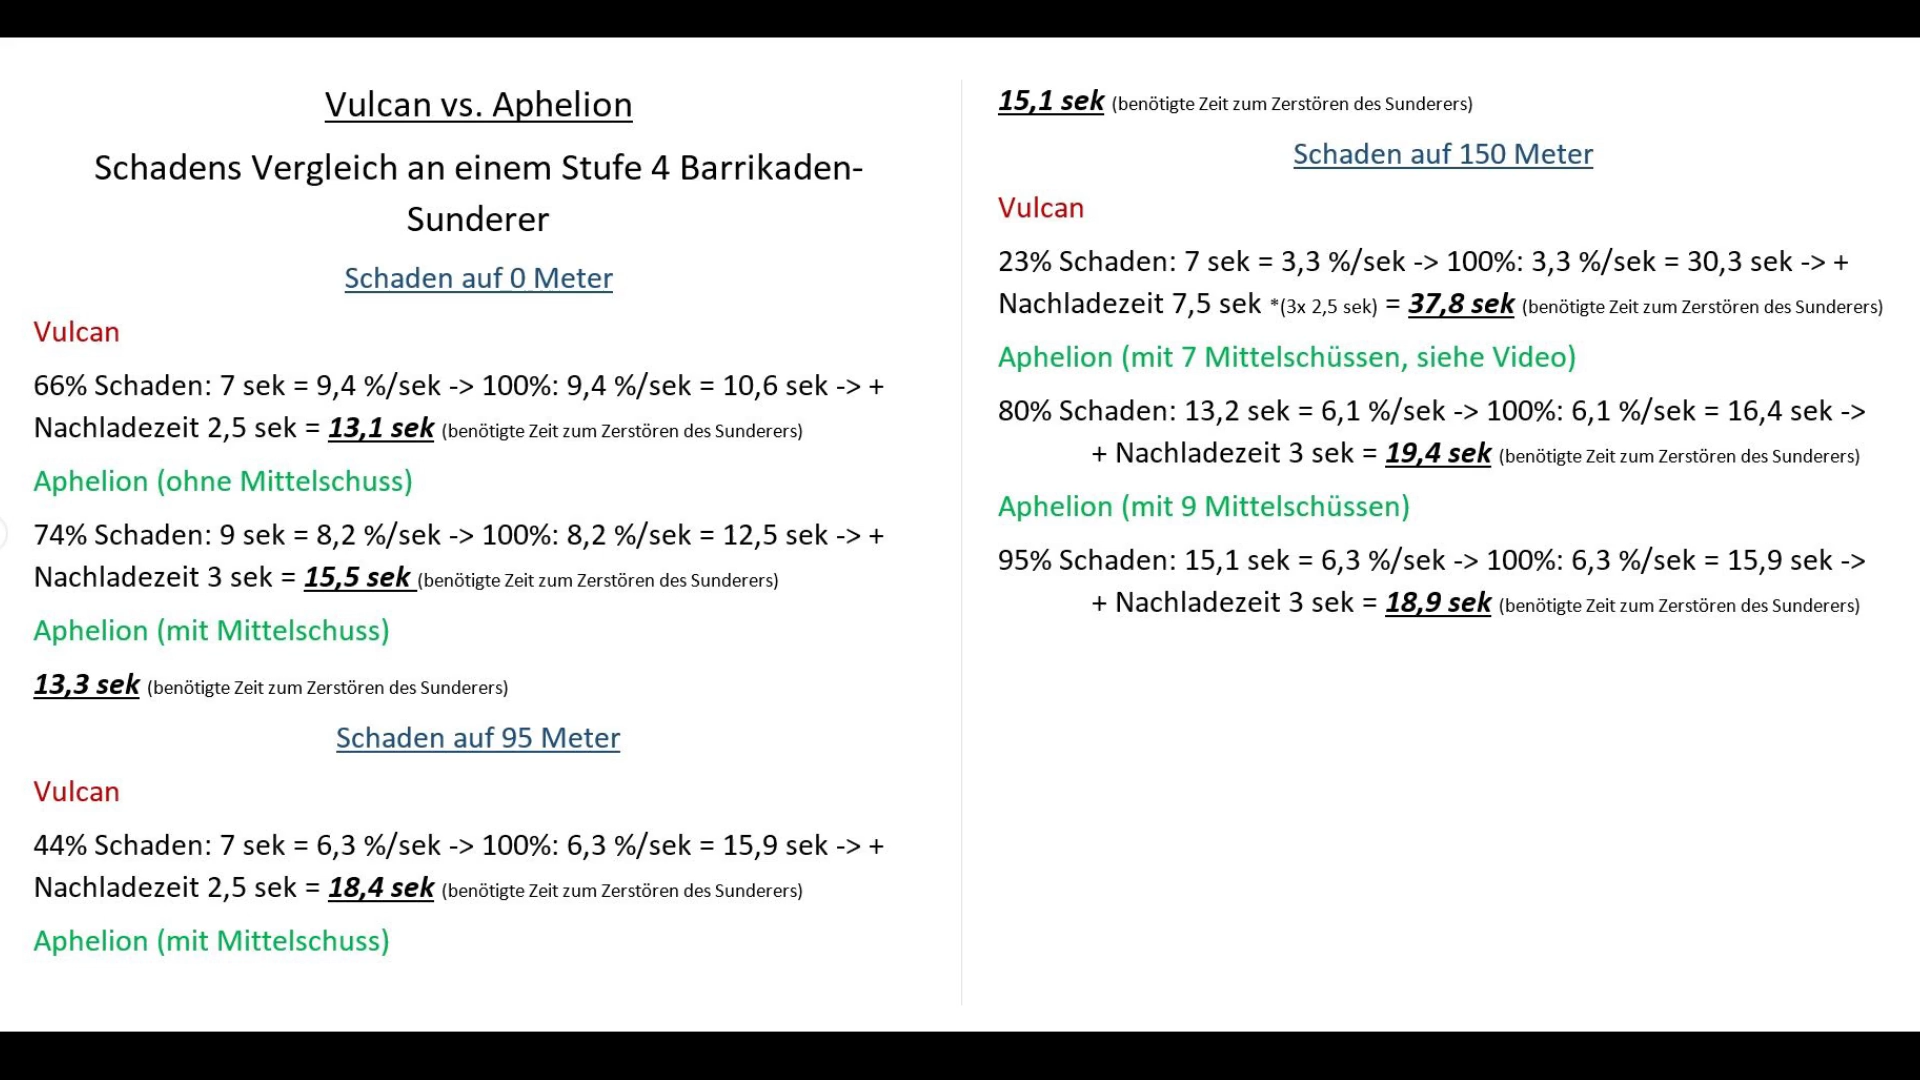 Vulcan vs. Aphelion
Schadens Vergleich an einem Stufe 4 Barrikaden-
Sunderer
Schaden auf 0 Meter
Vulcan
66% Schaden: 7 sek = 9,4 %/sek -> 100%: 9,4 %/sek = 10,6 sek -> +
Nachladezeit 2,5 sek = 13,1 sek (benötigte Zeit zum Zerstören des Sunderers)
Aphelion (ohne Mittelschuss)
74% Schaden: 9 sek = 8,2 %/sek -> 100%: 8,2 %/sek = 12,5 sek -> +
Nachladezeit 3 sek = 15,5 sek (benötigte Zeit zum Zerstören des Sunderers)
Aphelion (mit Mittelschuss)
13,3 sek (benötigte Zeit zum Zerstören des Sunderers)
Schaden auf 95 Meter
Vulcan
44% Schaden: 7 sek = 6,3 %/sek -> 100%: 6,3 %/sek = 15,9 sek -> +
Nachladezeit 2,5 sek = 18,4 sek (benötigte Zeit zum Zerstören des Sunderers)
Aphelion (mit Mittelschuss)
15,1 sek (benötigte Zeit zum Zerstören des Sunderers)
Schaden auf 150 Meter
Vulcan
23% Schaden: 7 sek = 3,3 %/sek -> 100%: 3,3 %/sek = 30,3 sek -> +
Nachladezeit 7,5 sek *(3x 2,5 sek) = 37,8 sek (benötigte Zeit zum Zerstören des Sunderers)
Aphelion (mit 7 Mittelschüssen, siehe Video)
80% Schaden: 13,2 sek = 6,1 %/sek -> 100%: 6,1 %/sek = 16,4 sek ->
+ Nachladezeit 3 sek = 19,4 sek (benötigte Zeit zum Zerstören des Sunderers)
Aphelion (mit 9 Mittelschüssen)
95% Schaden: 15,1 sek = 6,3 %/sek -> 100%: 6,3 %/sek = 15,9 sek ->
+ Nachladezeit 3 sek = 18,9 sek (benötigte Zeit zum Zerstören des Sunderers)